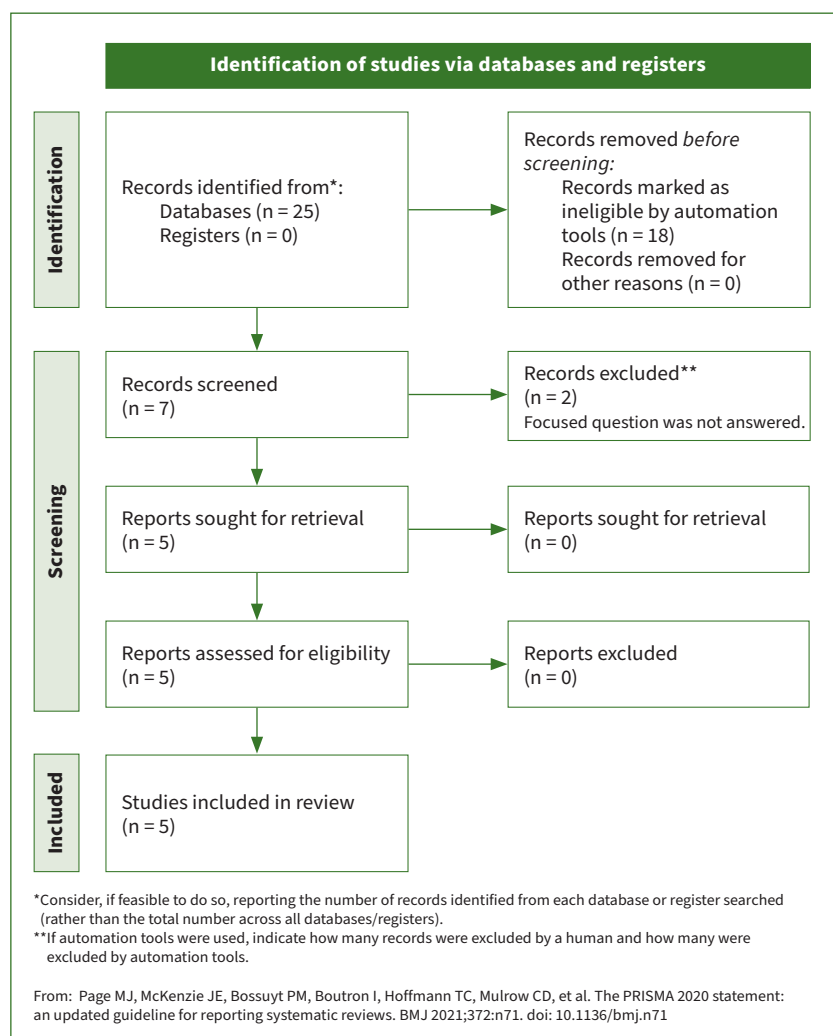 Identification of studies via databases and registers
Identification
Records identified from*:
Databases (n = 25)
Registers (n = 0)
Records removed before
screening:
Records marked as
ineligible by automation
tools (n = 18)
Records removed for
other reasons (n = 0)
Screening
Records screened
(n = 7)
Records excluded**
(n = 2)
Focused question was not answered.
Reports sought for retrieval
(n = 5)
Reports sought for retrieval
(n = 0)
Reports assessed for eligibility
(n = 5)
Reports excluded
(n = 0)
Included
Studies included in review
(n = 5)
*Consider, if feasible to do so, reporting the number of records identified from each database or register searched
(rather than the total number across all databases/registers).
**If automation tools were used, indicate how many records were excluded by a human and how many were
excluded by automation tools.
From: Page MJ, McKenzie JE, Bossuyt PM, Boutron I, Hoffmann TC, Mulrow CD, et al. The PRISMA 2020 statement:
an updated guideline for reporting systematic reviews. BMJ 2021;372:n71. doi: 10.1136/bmj.n71